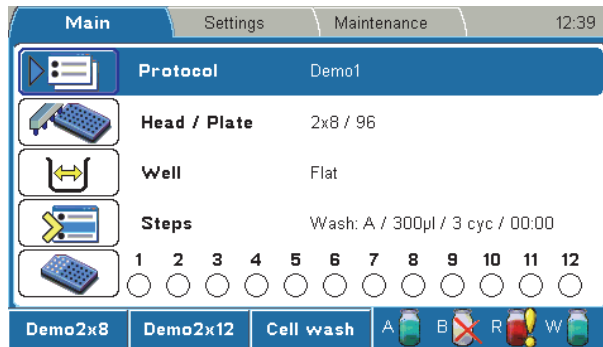 Main Settings Maintenance 12:39
Protocol Demo1
Head / Plate 2x8 / 96
Well Flat
Steps Wash: A / 300µl / 3 cyc / 00:00
1 2 3 4 5 6 7 8 9 10 11 12
Demo2x8 Demo2x12 Cell wash A B R W